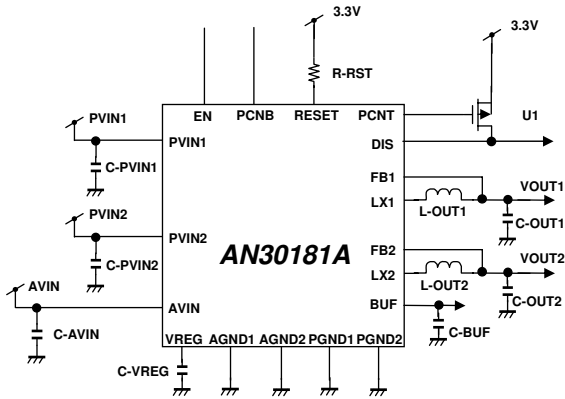 3.3V
3.3V
R-RST
U1
PVIN1
EN
PCNB
RESET
PCNT
PVIN1
DIS
C-PVIN1
FB1
VOUT1
LX1
L-OUT1
C-OUT1
PVIN2
PVIN2
AN30181A
FB2
VOUT2
C-PVIN2
LX2
L-OUT2
C-OUT2
AVIN
AVIN
BUF
C-AVIN
C-BUF
VREG
AGND1
AGND2
PGND1
PGND2
C-VREG